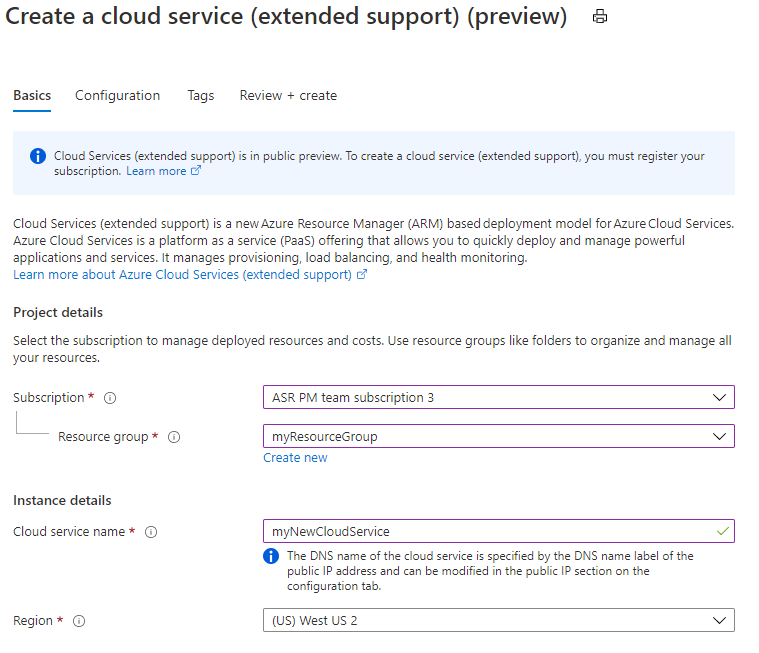 Create a cloud service (extended support) (preview)
Basics Configuration Tags Review + create
Cloud Services (extended support) is in public preview. To create a cloud service (extended support), you must register your
subscription. Learn more
Cloud Services (extended support) is a new Azure Resource Manager (ARM) based deployment model for Azure Cloud Services.
Azure Cloud Services is a platform as a service (PaaS) offering that allows you to quickly deploy and manage powerful
applications and services. It manages provisioning, load balancing, and health monitoring.
Learn more about Azure Cloud Services (extended support)
Project details
Select the subscription to manage deployed resources and costs. Use resource groups like folders to organize and manage all
your resources.
Subscription * ASR PM team subscription 3
Resource group * myResourceGroup
Create new
Instance details
Cloud service name * myNewCloudService
The DNS name of the cloud service is specified by the DNS name label of the
public IP address and can be modified in the public IP section on the
configuration tab.
Region * (US) West US 2